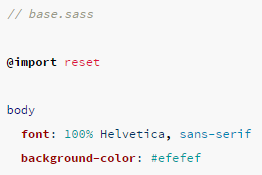 // base.sass
@import reset
body
font: 100% Helvetica, sans-serif
background-color: #efefef